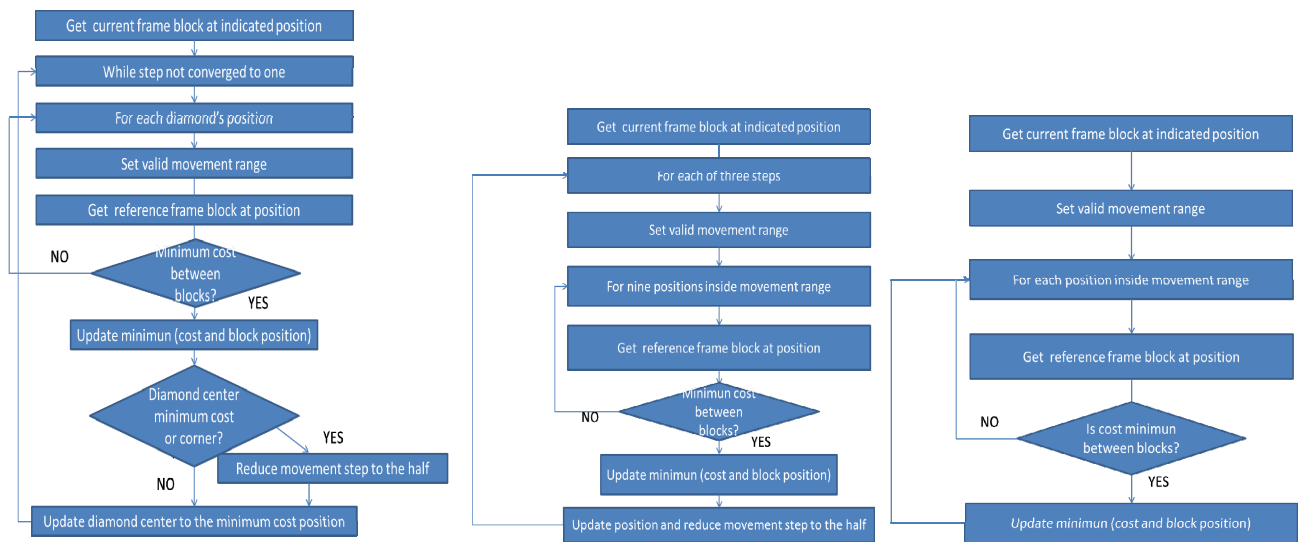 Get current frame block at indicated position
While step not converged to one
For each diamond's position
Set valid movement range
Get reference frame block at position
Minimum cost
between
blocks?
NO
YES
Update minimun (cost and block position)
Diamond center
minimum cost
or corner?
YES
Reduce movement step to the half
NO
Update diamond center to the minimum cost position
Get current frame block at indicated position
For each of three steps
Set valid movement range
For nine positions inside movement range
Get reference frame block at position
Minimun cost
between
blocks?
NO
YES
Update minimun (cost and block position)
Update position and reduce movement step to the half
Get current frame block at indicated position
Set valid movement range
For each position inside movement range
Get reference frame block at position
Is cost minimun
between blocks?
NO
YES
Update minimun (cost and block position)